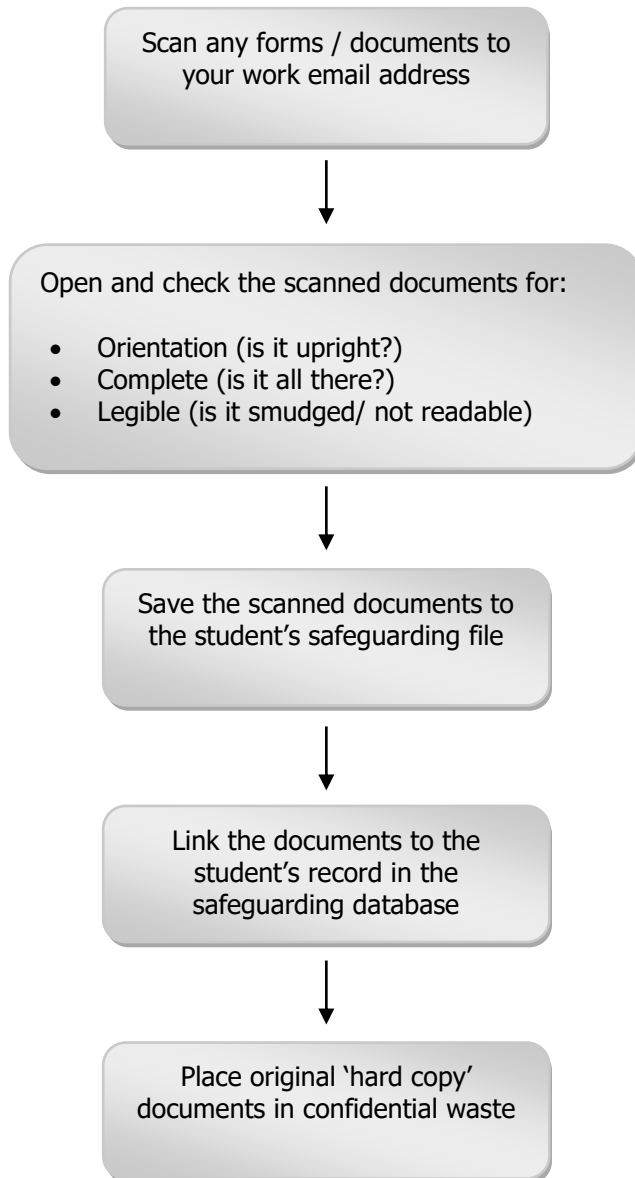 Scan any forms / documents to
your work email address
Open and check the scanned documents for:
• Orientation (is it upright?)
• Complete (is it all there?)
• Legible (is it smudged/ not readable)
Save the scanned documents to
the student’s safeguarding file
Link the documents to the
student’s record in the
safeguarding database
Place original ‘hard copy’
documents in confidential waste